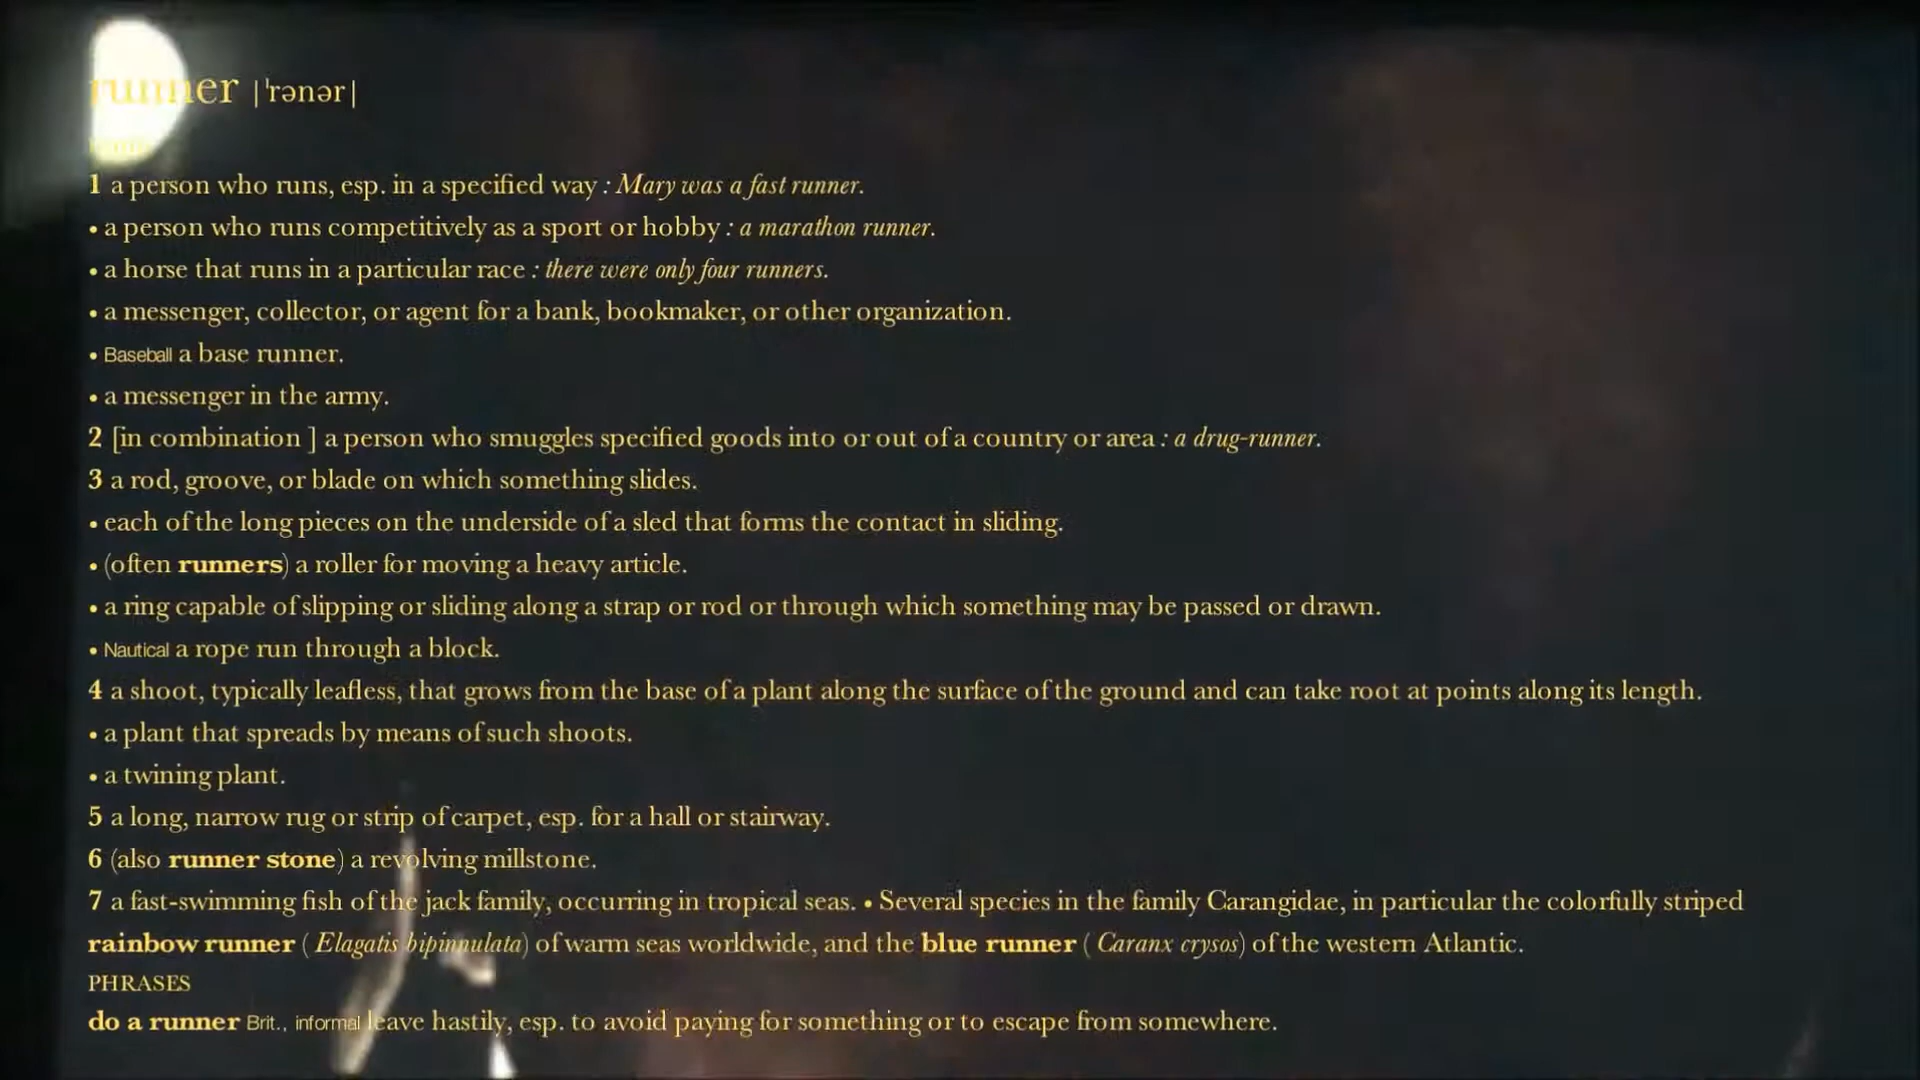 runner |ˈrənər|
noun
1 a person who runs, esp. in a specified way : Mary was a fast runner.
• a person who runs competitively as a sport or hobby : a marathon runner.
• a horse that runs in a particular race : there were only four runners.
• a messenger, collector, or agent for a bank, bookmaker, or other organization.
• Baseball a base runner.
• a messenger in the army.
2 [in combination ] a person who smuggles specified goods into or out of a country or area : a drug-runner.
3 a rod, groove, or blade on which something slides.
• each of the long pieces on the underside of a sled that forms the contact in sliding.
• (often runners) a roller for moving a heavy article.
• a ring capable of slipping or sliding along a strap or rod or through which something may be passed or drawn.
• Nautical a rope run through a block.
4 a shoot, typically leafless, that grows from the base of a plant along the surface of the ground and can take root at points along its length.
• a plant that spreads by means of such shoots.
• a twining plant.
5 a long, narrow rug or strip of carpet, esp. for a hall or stairway.
6 (also runner stone) a revolving millstone.
7 a fast-swimming fish of the jack family, occurring in tropical seas. • Several species in the family Carangidae, in particular the colorfully striped
rainbow runner ( Elagatis bipinnulata) of warm seas worldwide, and the blue runner ( Caranx crysos) of the western Atlantic.
PHRASES
do a runner Brit., informal leave hastily, esp. to avoid paying for something or to escape from somewhere.